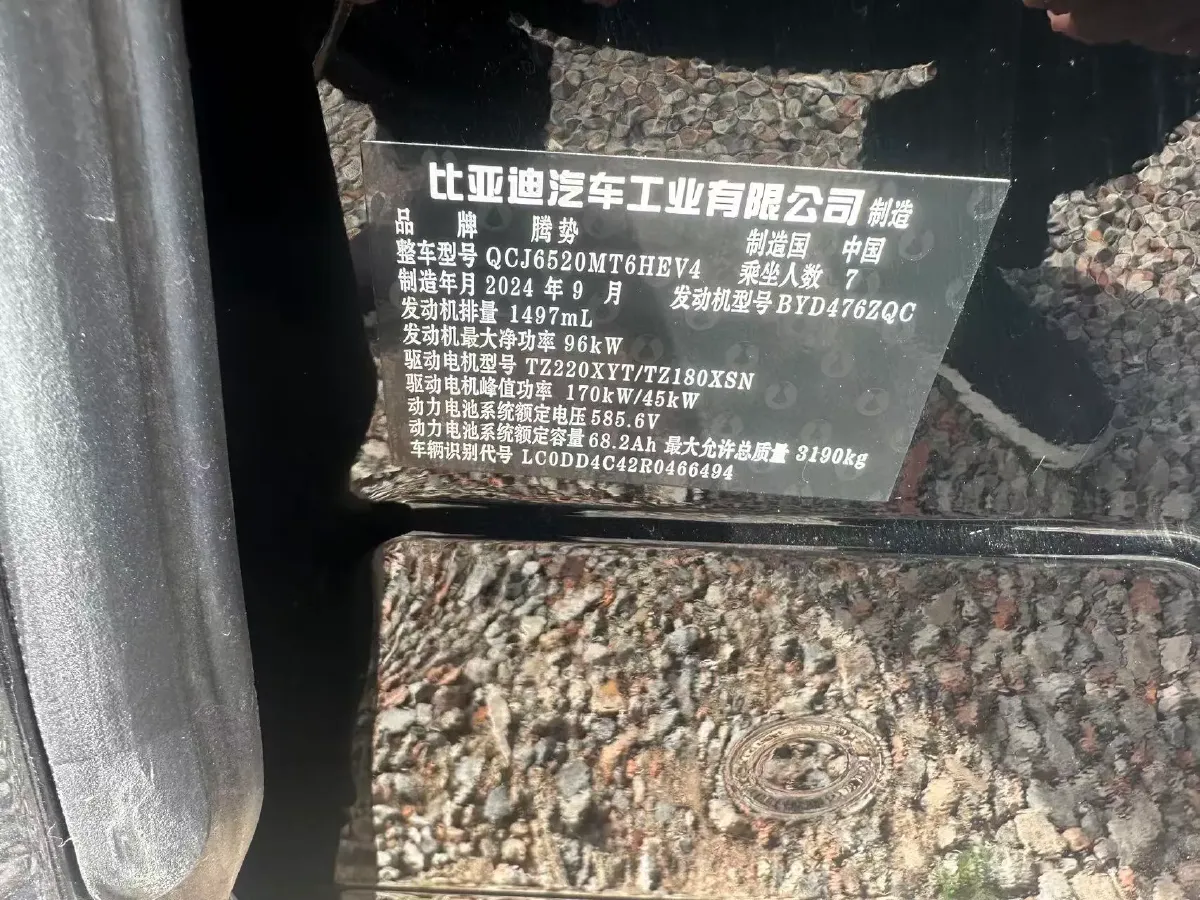 比亚迪汽车工业有限公司 制造
品 牌 腾势 制造国 中国
整车型号 QCJ6520MT6HEV4 乘坐人数 7
制造年月 2024 年 9 月 发动机型号 BYD476ZQC
发动机排量 1497mL
发动机最大净功率 96kW
驱动电机型号 TZ220XYT/TZ180XSN
驱动电机峰值功率 170kW/45kW
动力电池系统额定电压 585.6V
动力电池系统额定容量 68.2Ah 最大允许总质量 3190kg
车辆识别代号 LC0DD4C42R0466494